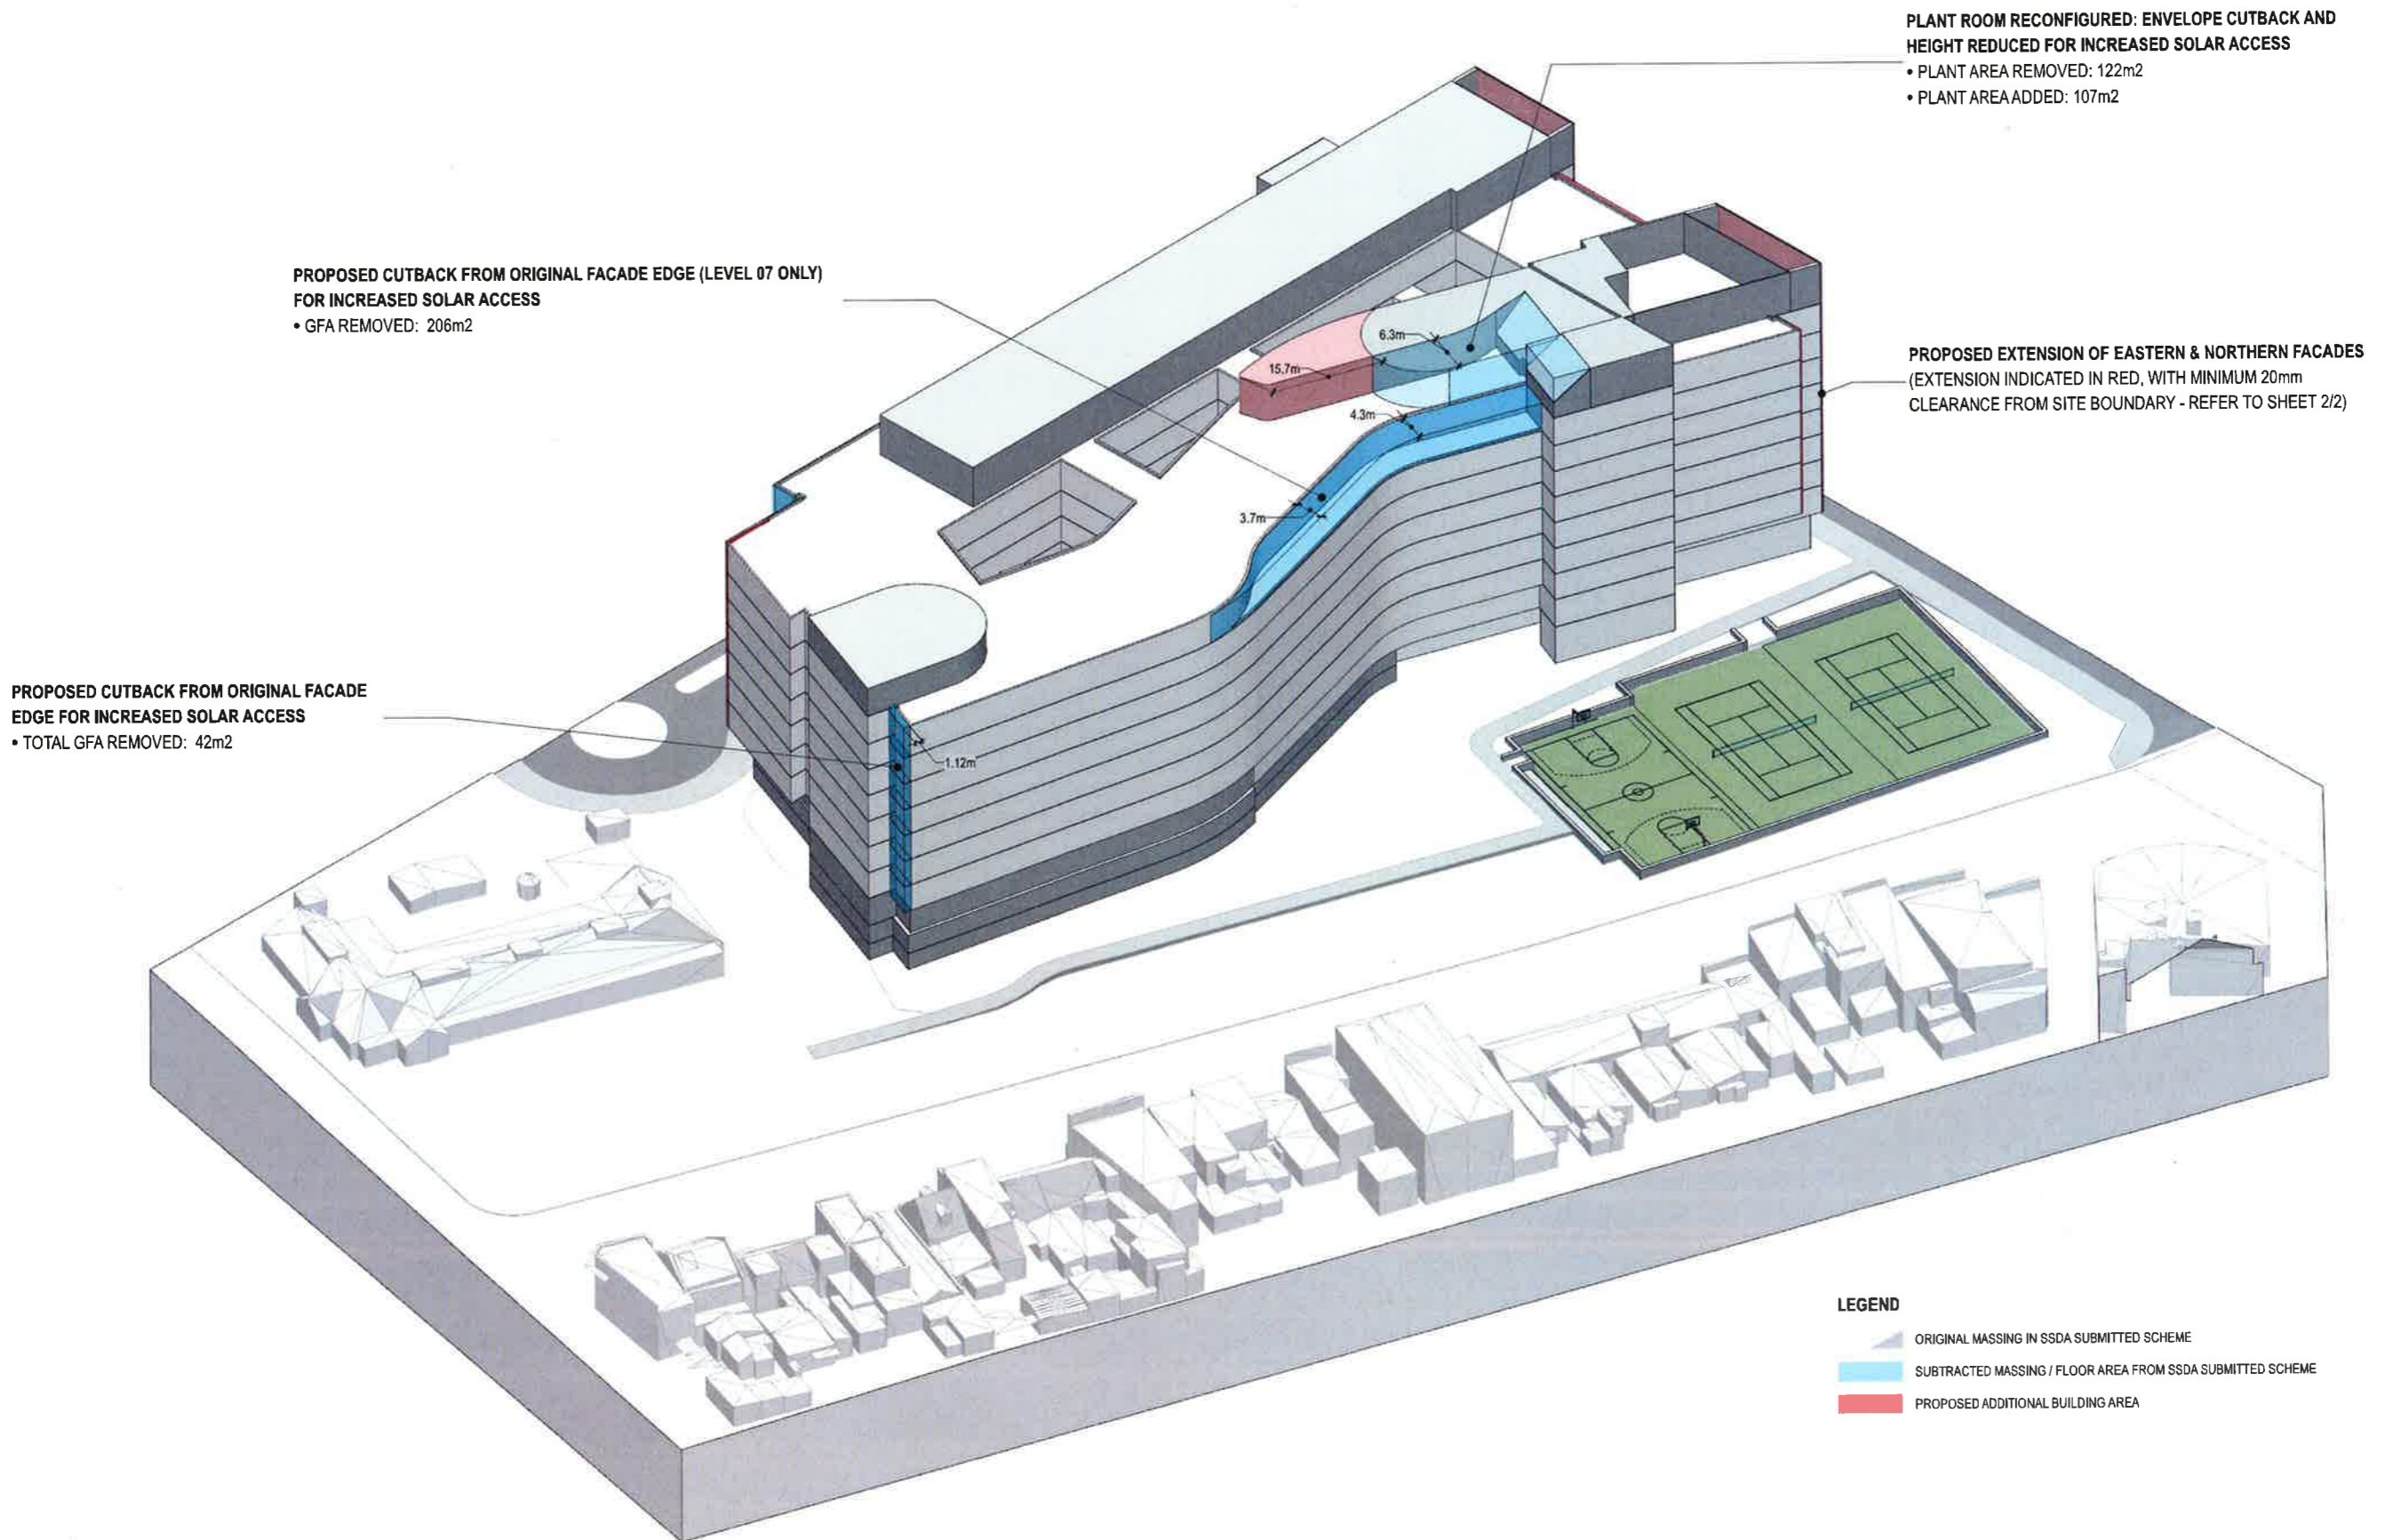 PLANT ROOM RECONFIGURED: ENVELOPE CUTBACK AND
HEIGHT REDUCED FOR INCREASED SOLAR ACCESS
• PLANT AREA REMOVED: 122m2
• PLANT AREA ADDED: 107m2
PROPOSED CUTBACK FROM ORIGINAL FACADE EDGE (LEVEL 07 ONLY)
FOR INCREASED SOLAR ACCESS
• GFA REMOVED: 206m2
6.3m
15.7m
4.3m
3.7m
PROPOSED EXTENSION OF EASTERN & NORTHERN FACADES
(EXTENSION INDICATED IN RED, WITH MINIMUM 20mm
CLEARANCE FROM SITE BOUNDARY - REFER TO SHEET 2/2)
PROPOSED CUTBACK FROM ORIGINAL FACADE
EDGE FOR INCREASED SOLAR ACCESS
• TOTAL GFA REMOVED: 42m2
1.12m
LEGEND
ORIGINAL MASSING IN SSDA SUBMITTED SCHEME
SUBTRACTED MASSING / FLOOR AREA FROM SSDA SUBMITTED SCHEME
PROPOSED ADDITIONAL BUILDING AREA